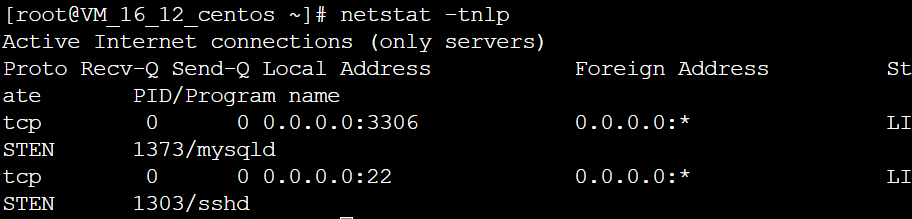 [root@VM_16_12_centos ~]# netstat -tnlp
Active Internet connections (only servers)
Proto Recv-Q Send-Q Local Address           Foreign Address         St
ate       PID/Program name
tcp        0      0 0.0.0.0:3306            0.0.0.0:*               LI
STEN      1373/mysqld
tcp        0      0 0.0.0.0:22              0.0.0.0:*               LI
STEN      1303/sshd